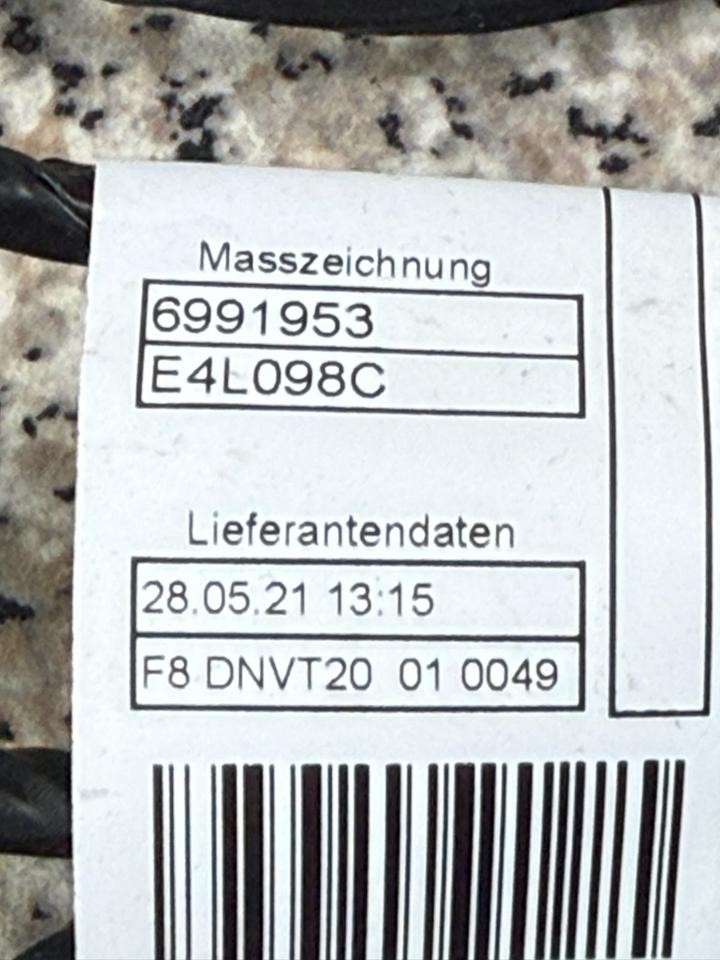 Masszeichnung
6991953
E4L098C
Lieferantendaten
28.05.21 13:15
F8 DNVT20 01 0049